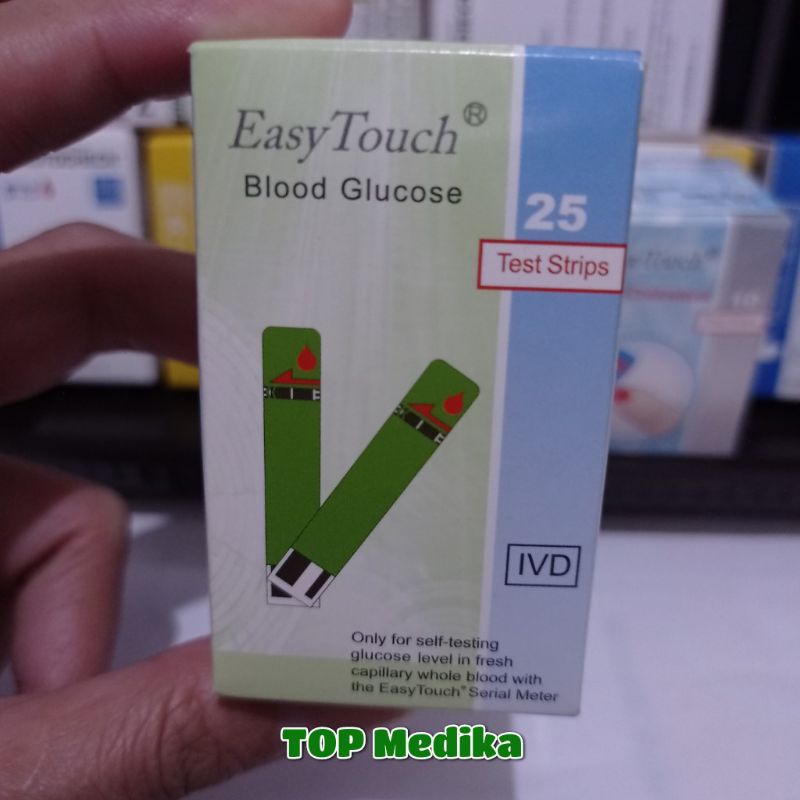 EasyTouch®
Blood Glucose
25
Test Strips
IVD
Only for self-testing
glucose level in fresh
capillary whole blood with
the EasyTouch® Serial Meter
TOP Medika